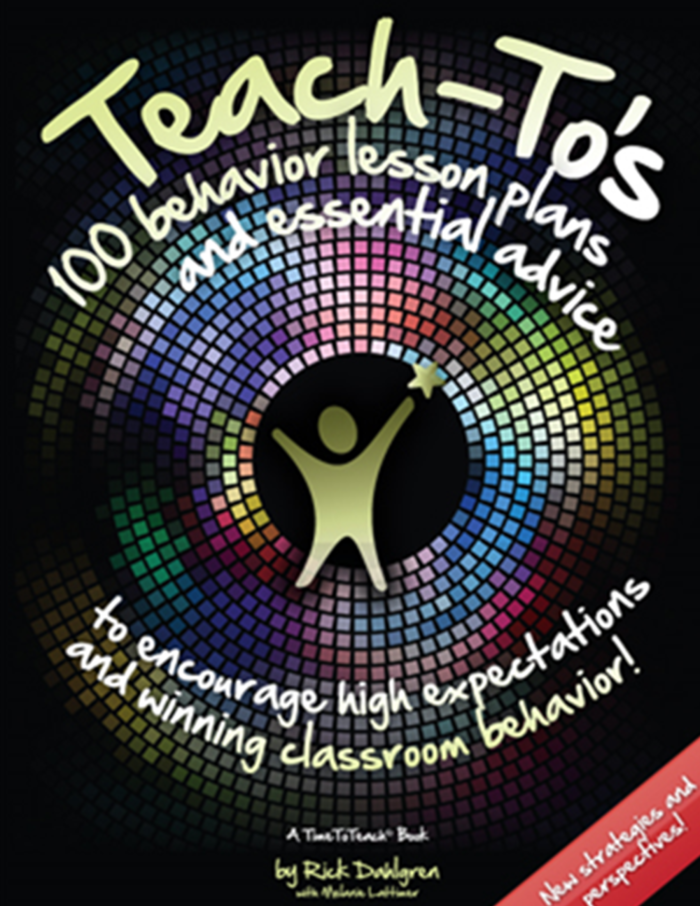 Teach-To's
100 behavior lesson plans
and essential advice
to encourage high expectations
and winning classroom behavior!
A TimeToTeach® Book
by Rick Dahlgren
with Melanie Lattimer
New strategies and
perspectives!